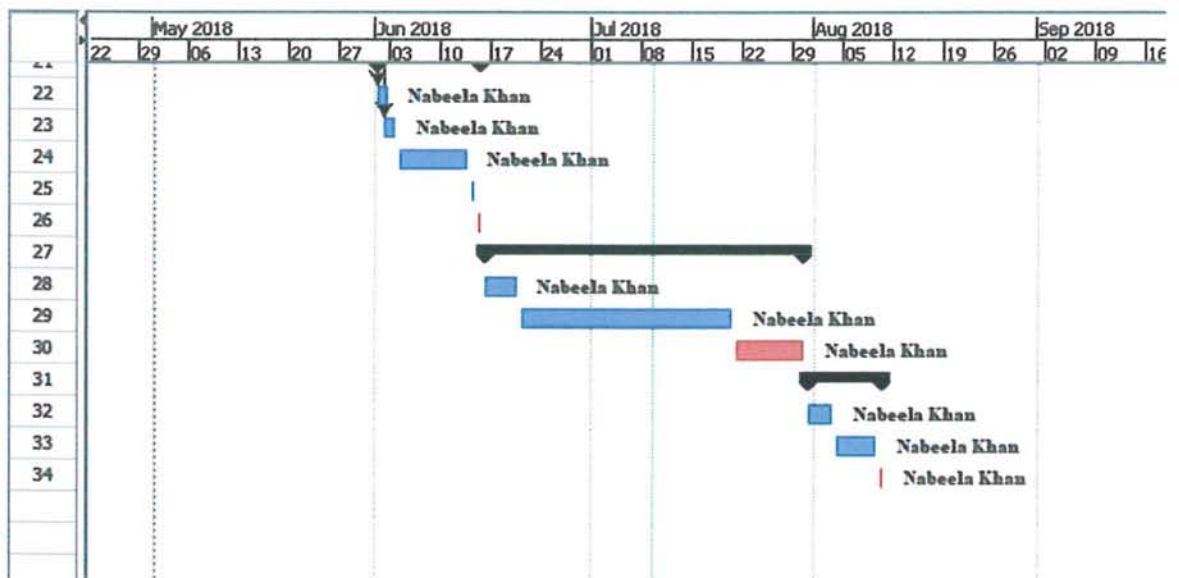 May 2018 Jun 2018 Jul 2018 Aug 2018 Sep 2018
22 29 06 13 20 27 03 10 17 24 01 08 15 22 29 05 12 19 26 02 09 16
21
22 Nabeela Khan
23 Nabeela Khan
24 Nabeela Khan
25
26
27
28 Nabeela Khan
29 Nabeela Khan
30 Nabeela Khan
31
32 Nabeela Khan
33 Nabeela Khan
34 Nabeela Khan